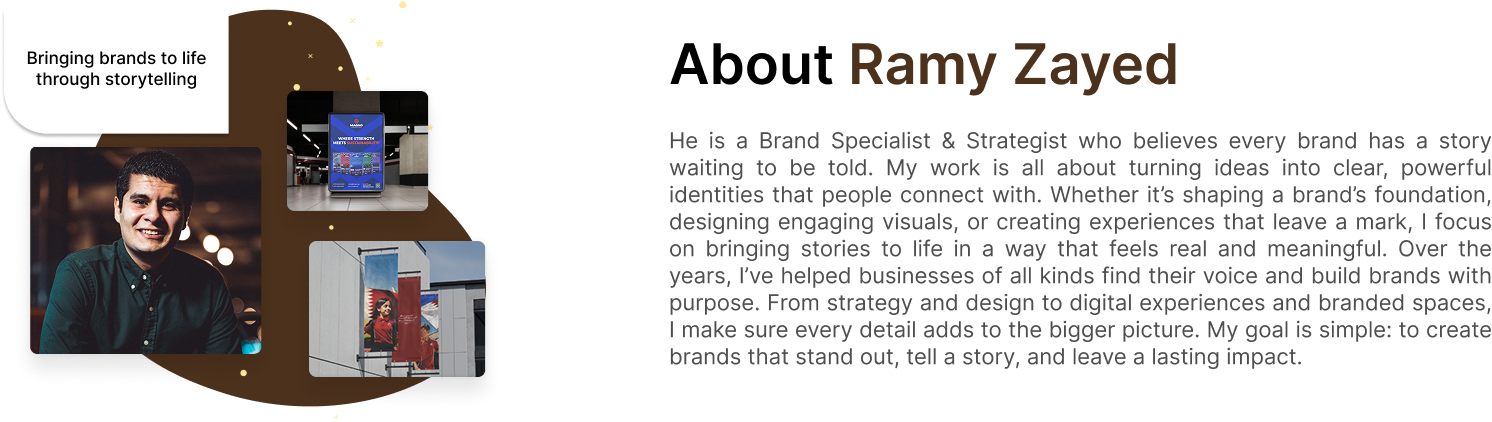 Bringing brands to life
through storytelling
WHERE STRENGTH
MEETS SUSTAINABILITY
About Ramy Zayed
He is a Brand Specialist & Strategist who believes every brand has a story
waiting to be told. My work is all about turning ideas into clear, powerful
identities that people connect with. Whether it’s shaping a brand’s foundation,
designing engaging visuals, or creating experiences that leave a mark, I focus
on bringing stories to life in a way that feels real and meaningful. Over the
years, I’ve helped businesses of all kinds find their voice and build brands with
purpose. From strategy and design to digital experiences and branded spaces,
I make sure every detail adds to the bigger picture. My goal is simple: to create
brands that stand out, tell a story, and leave a lasting impact.